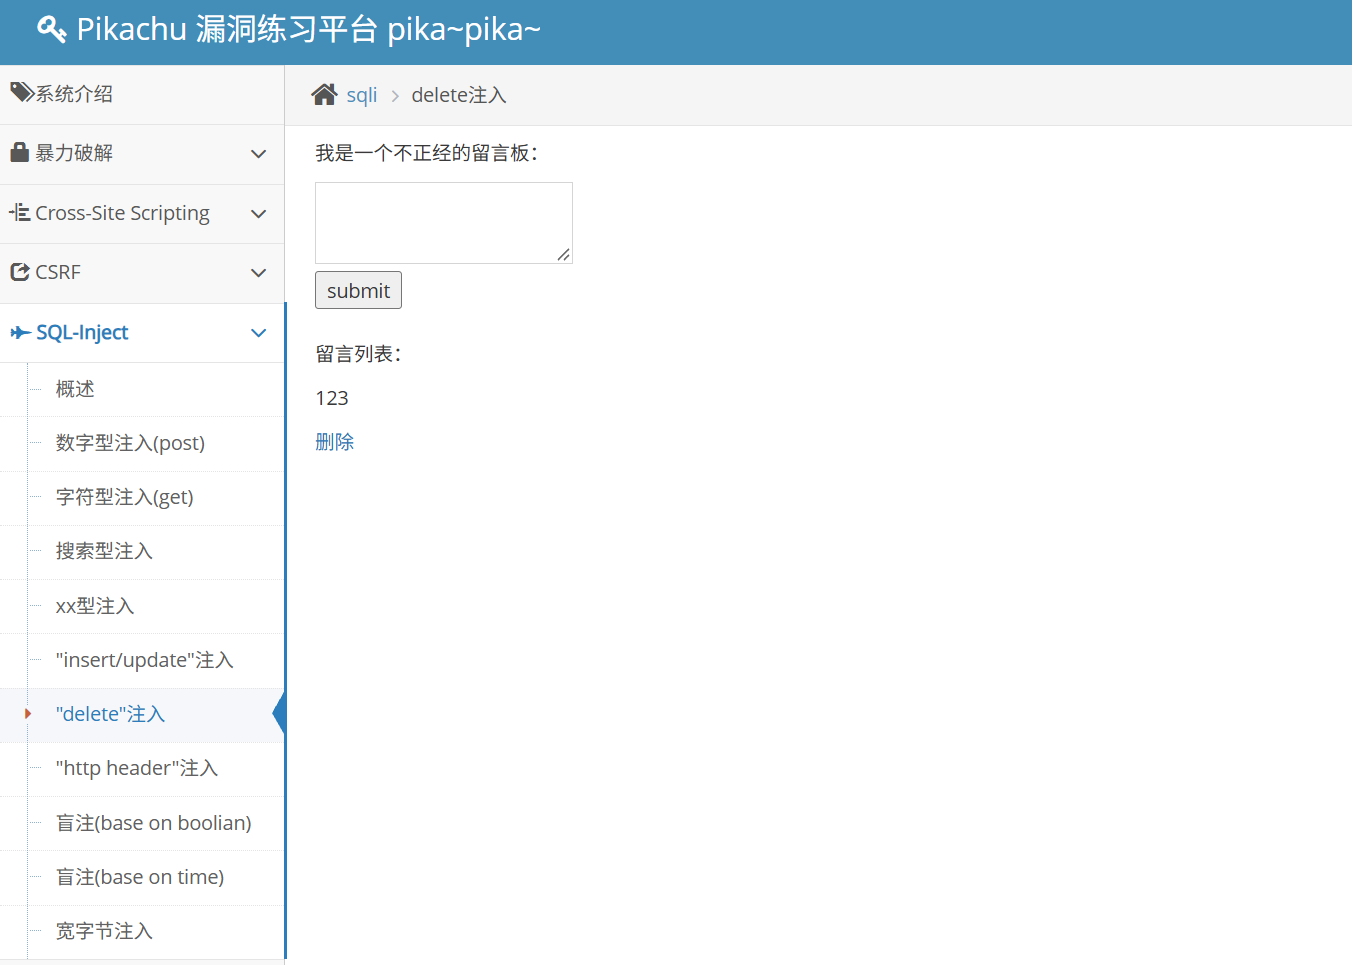 Pikachu 漏洞练习平台 pika~pika~
系统介绍
暴力破解
Cross-Site Scripting
CSRF
SQL-Inject
概述
数字型注入(post)
字符型注入(get)
搜索型注入
xx型注入
"insert/update"注入
"delete"注入
"http header"注入
盲注(base on boolian)
盲注(base on time)
宽字节注入
sqli > delete注入
我是一个不正经的留言板：
submit
留言列表：
123
删除